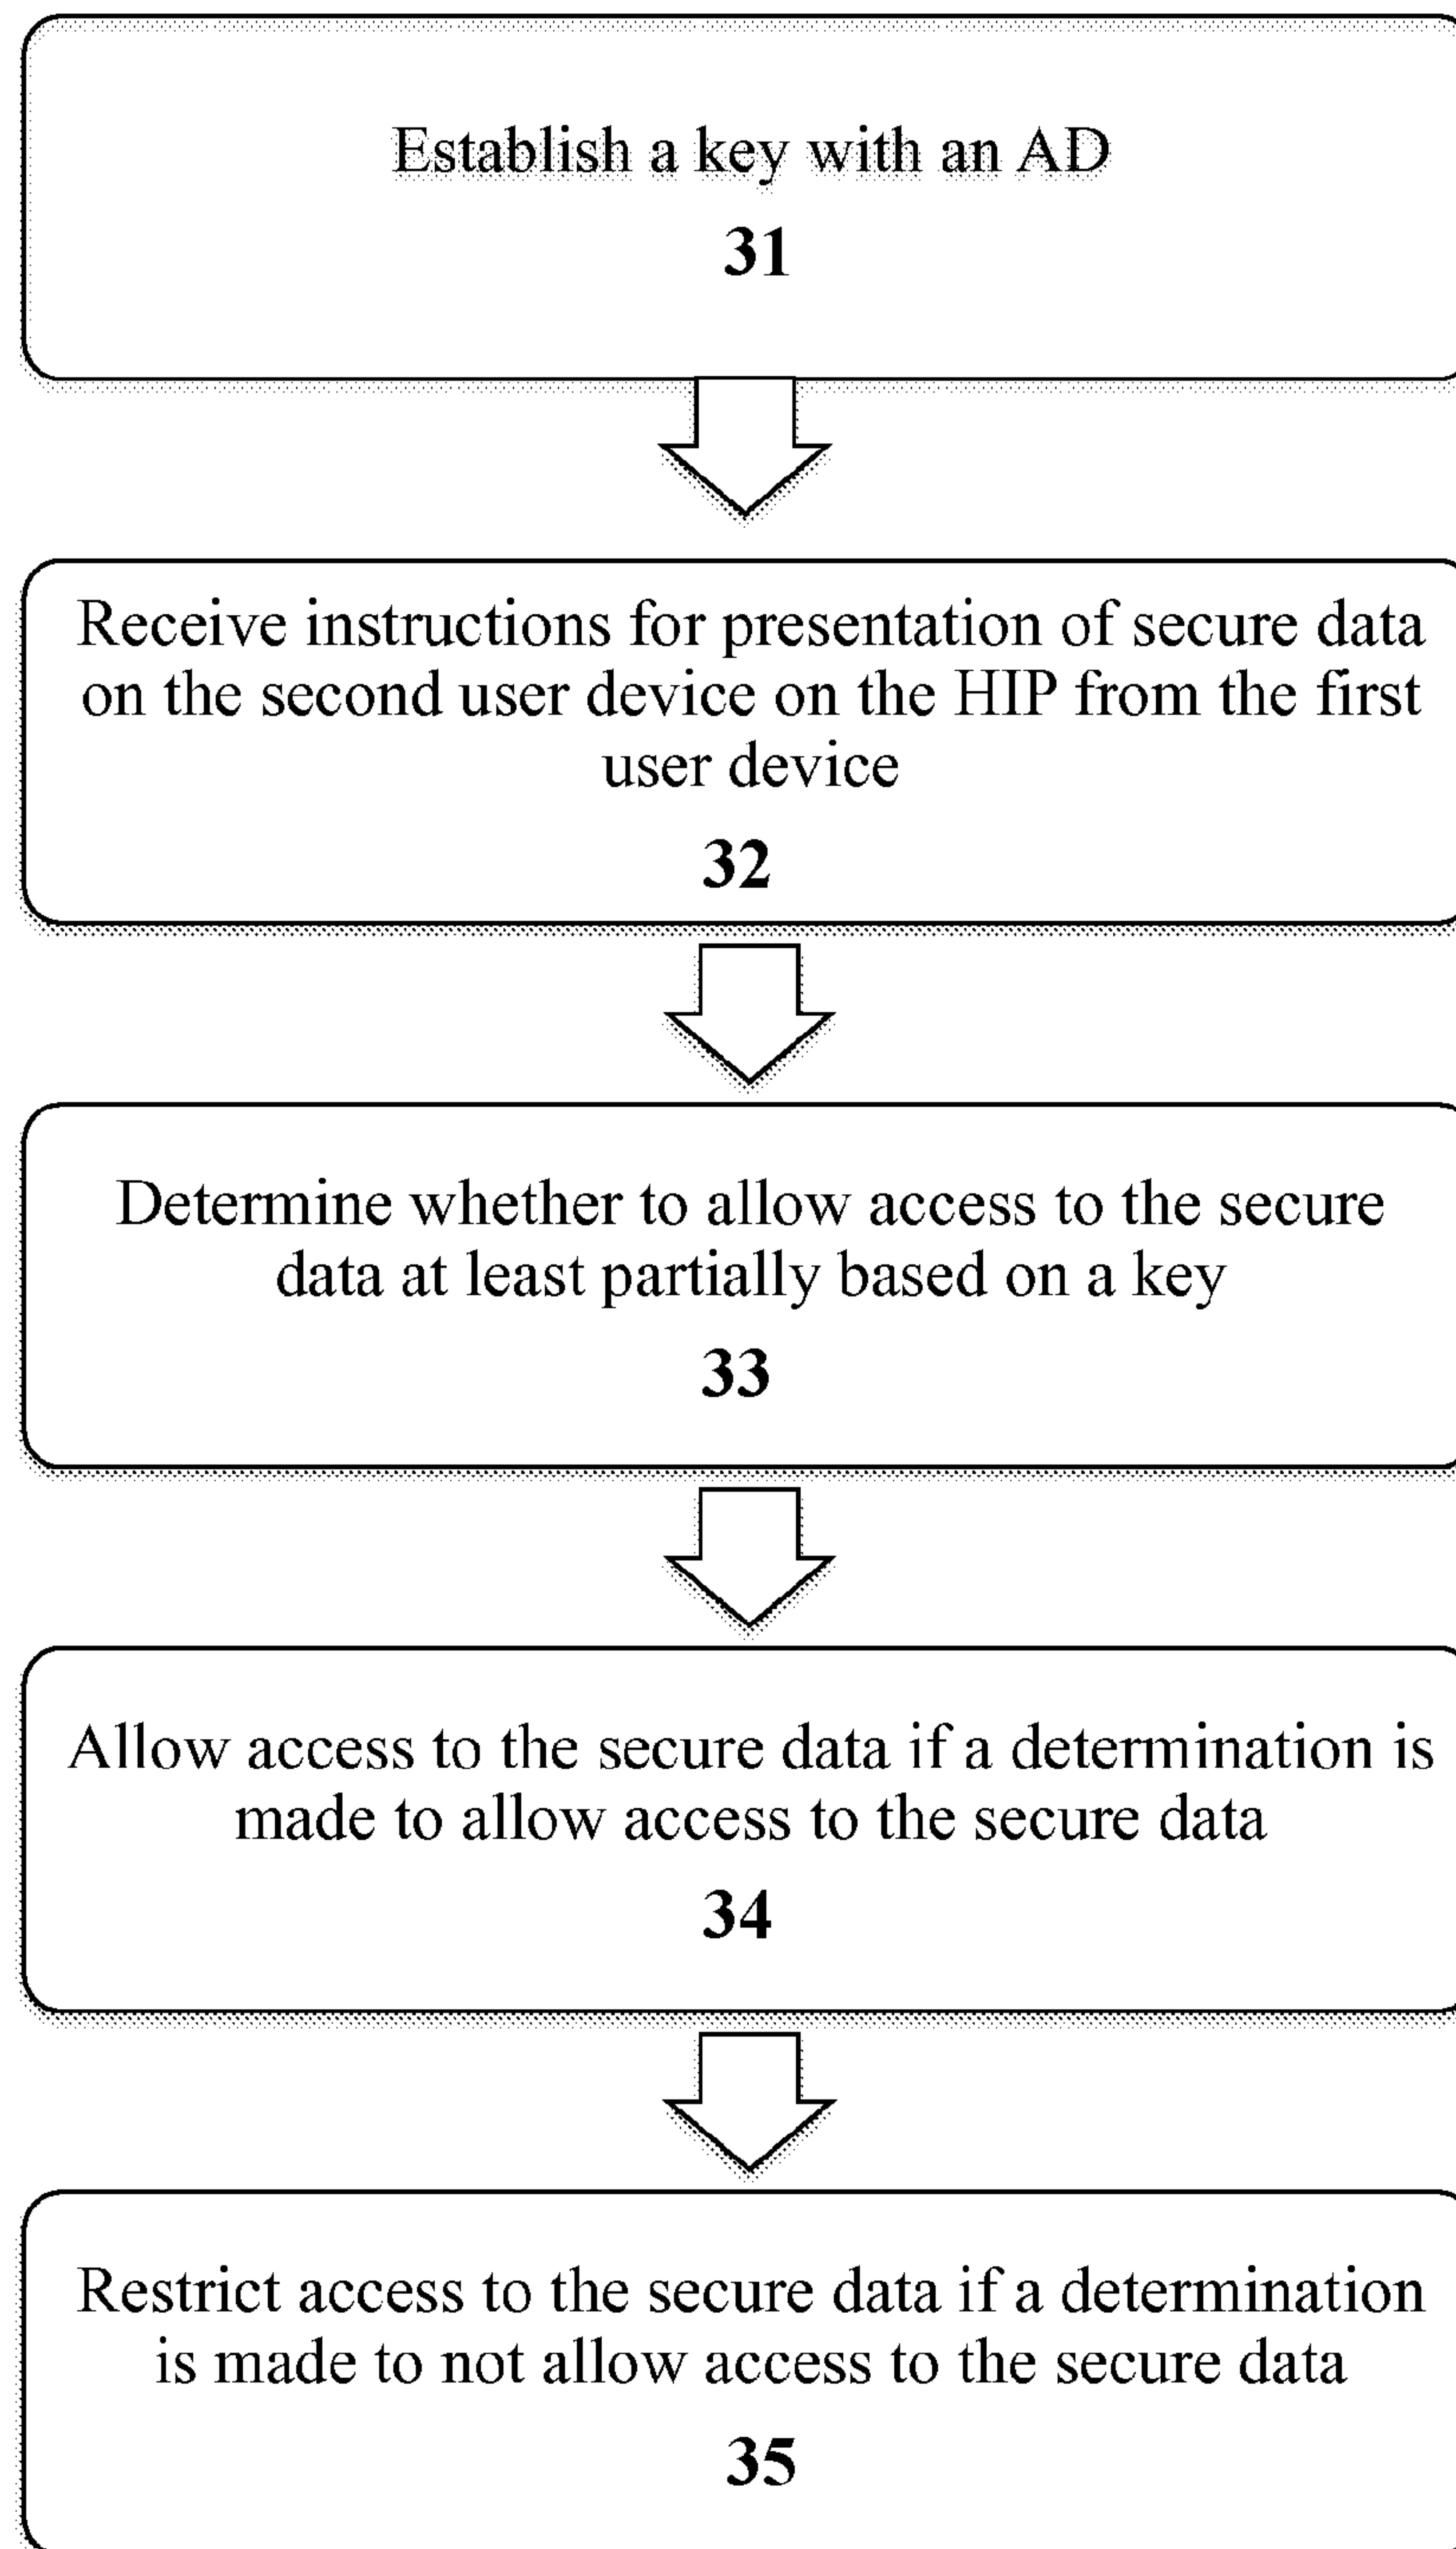 Establish a key with an AD
31
Receive instructions for presentation of secure data
on the second user device on the HIP from the first
user device
32
Determine whether to allow access to the secure
data at least partially based on a key
33
Allow access to the secure data if a determination is
made to allow access to the secure data
34
Restrict access to the secure data if a determination
is made to not allow access to the secure data
35